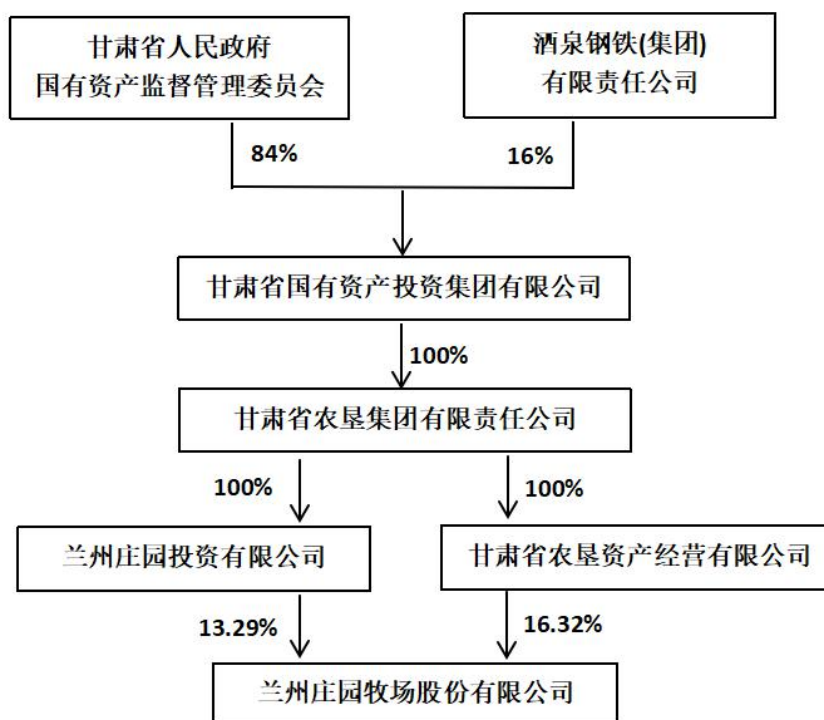 甘肃省人民政府
国有资产监督管理委员会
酒泉钢铁(集团)
有限责任公司
84%
16%
甘肃省国有资产投资集团有限公司
100%
甘肃省农垦集团有限责任公司
100%
100%
兰州庄园投资有限公司
甘肃省农垦资产经营有限公司
13.29%
16.32%
兰州庄园牧场股份有限公司